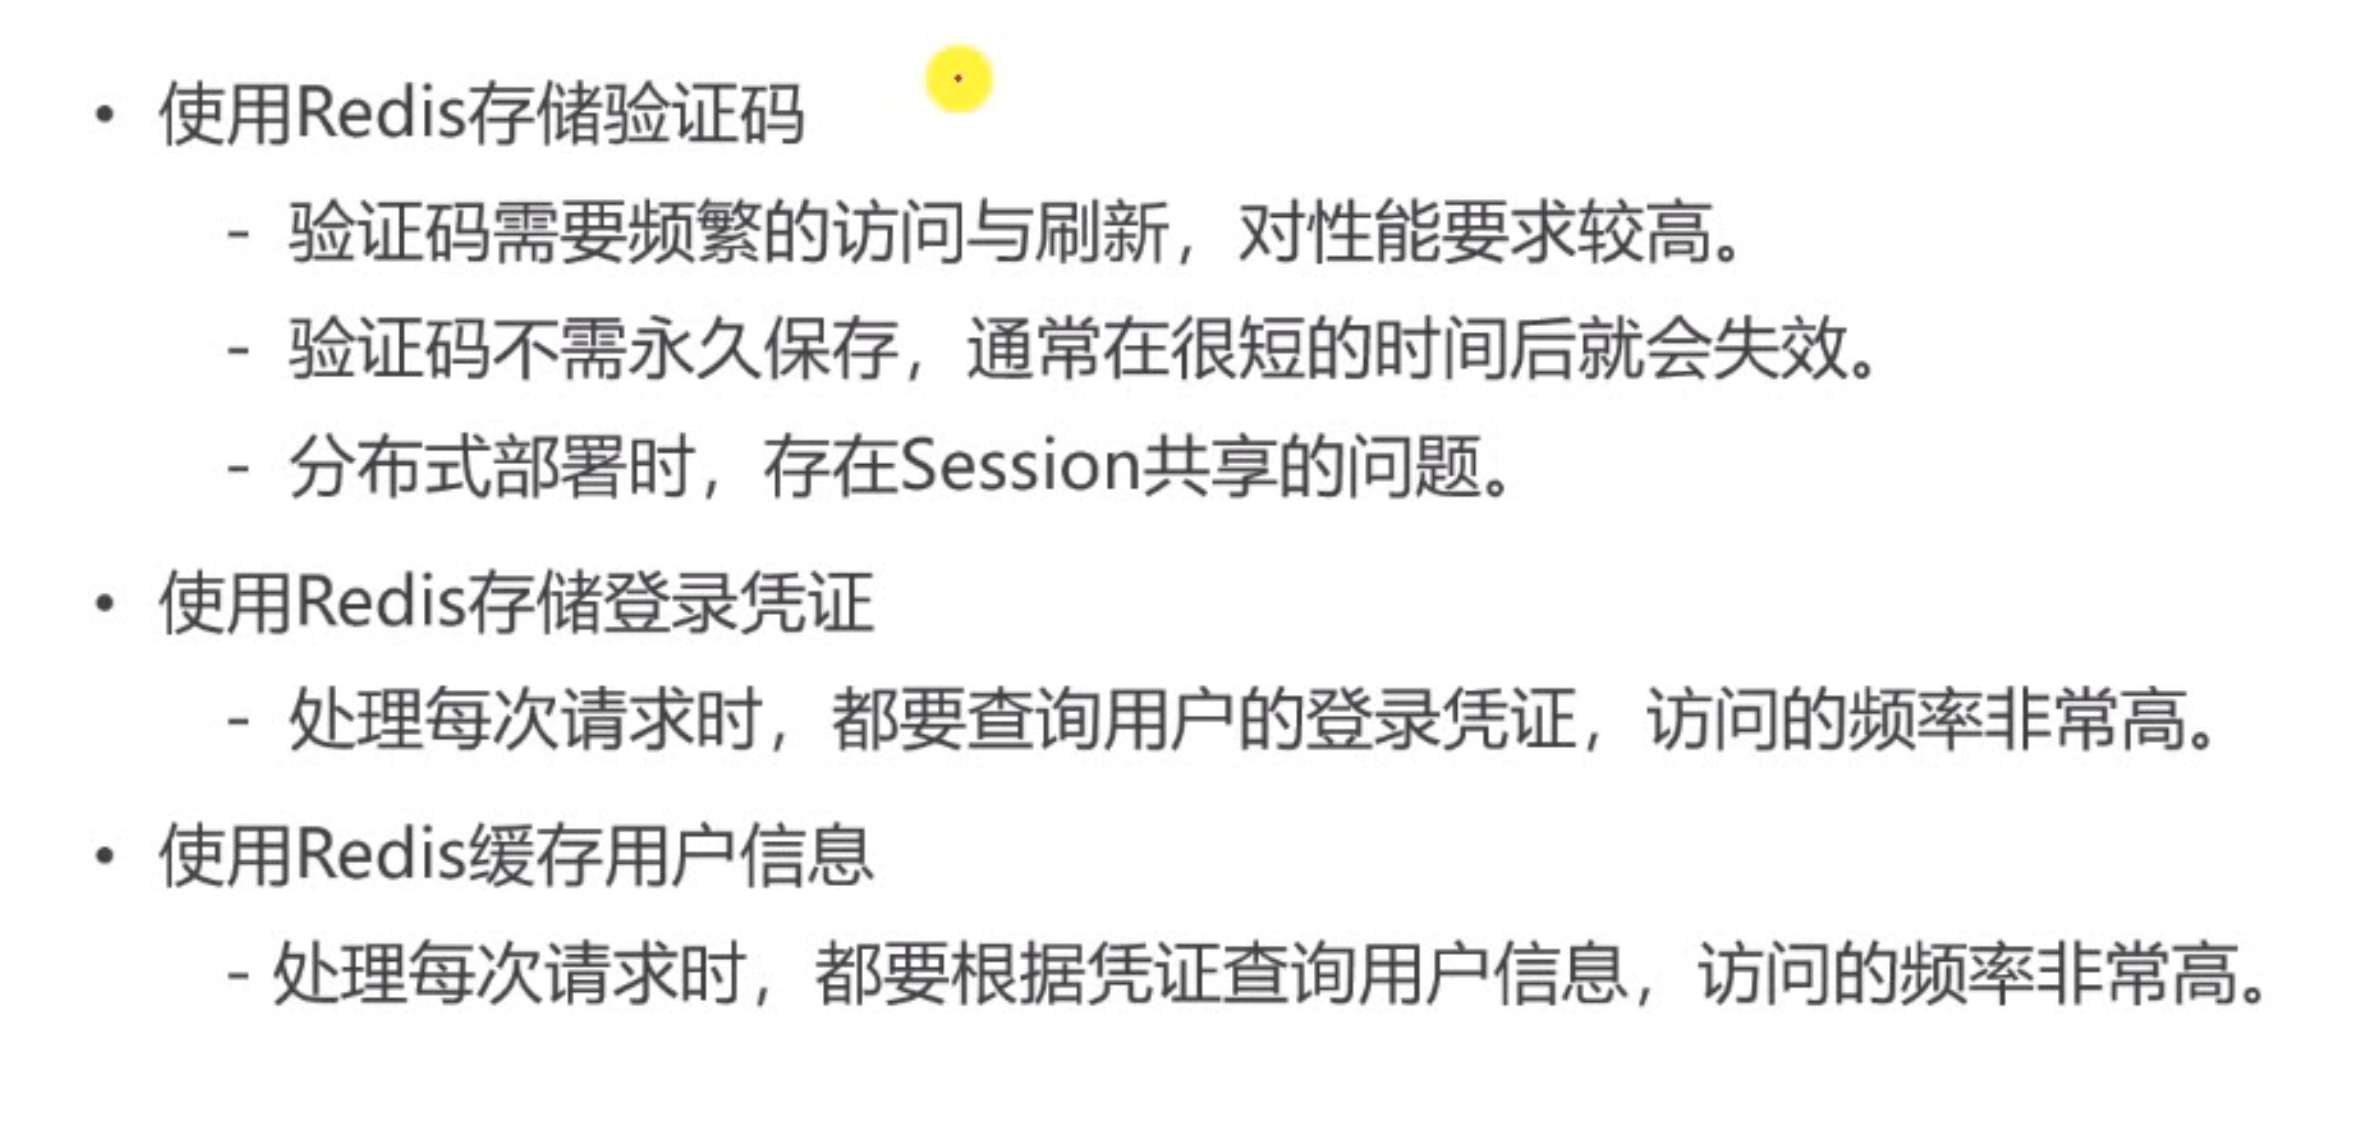 • 使用Redis存储验证码
- 验证码需要频繁的访问与刷新，对性能要求较高。
- 验证码不需永久保存，通常在很短的时间后就会失效。
- 分布式部署时，存在Session共享的问题。
• 使用Redis存储登录凭证
- 处理每次请求时，都要查询用户的登录凭证，访问的频率非常高。
• 使用Redis缓存用户信息
- 处理每次请求时，都要根据凭证查询用户信息，访问的频率非常高。